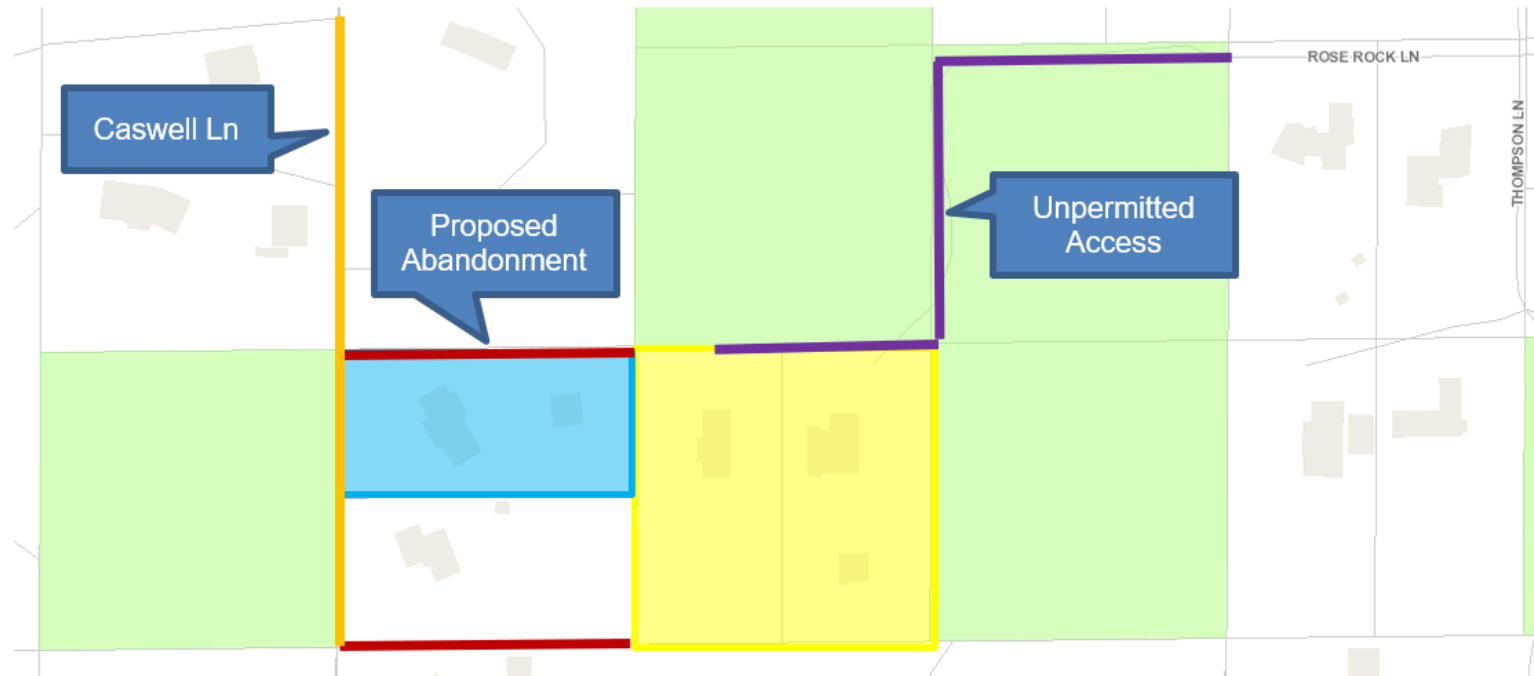 ROSE ROCK LN
Caswell Ln
THOMPSON LN
Proposed
Abandonment
Unpermitted
Access